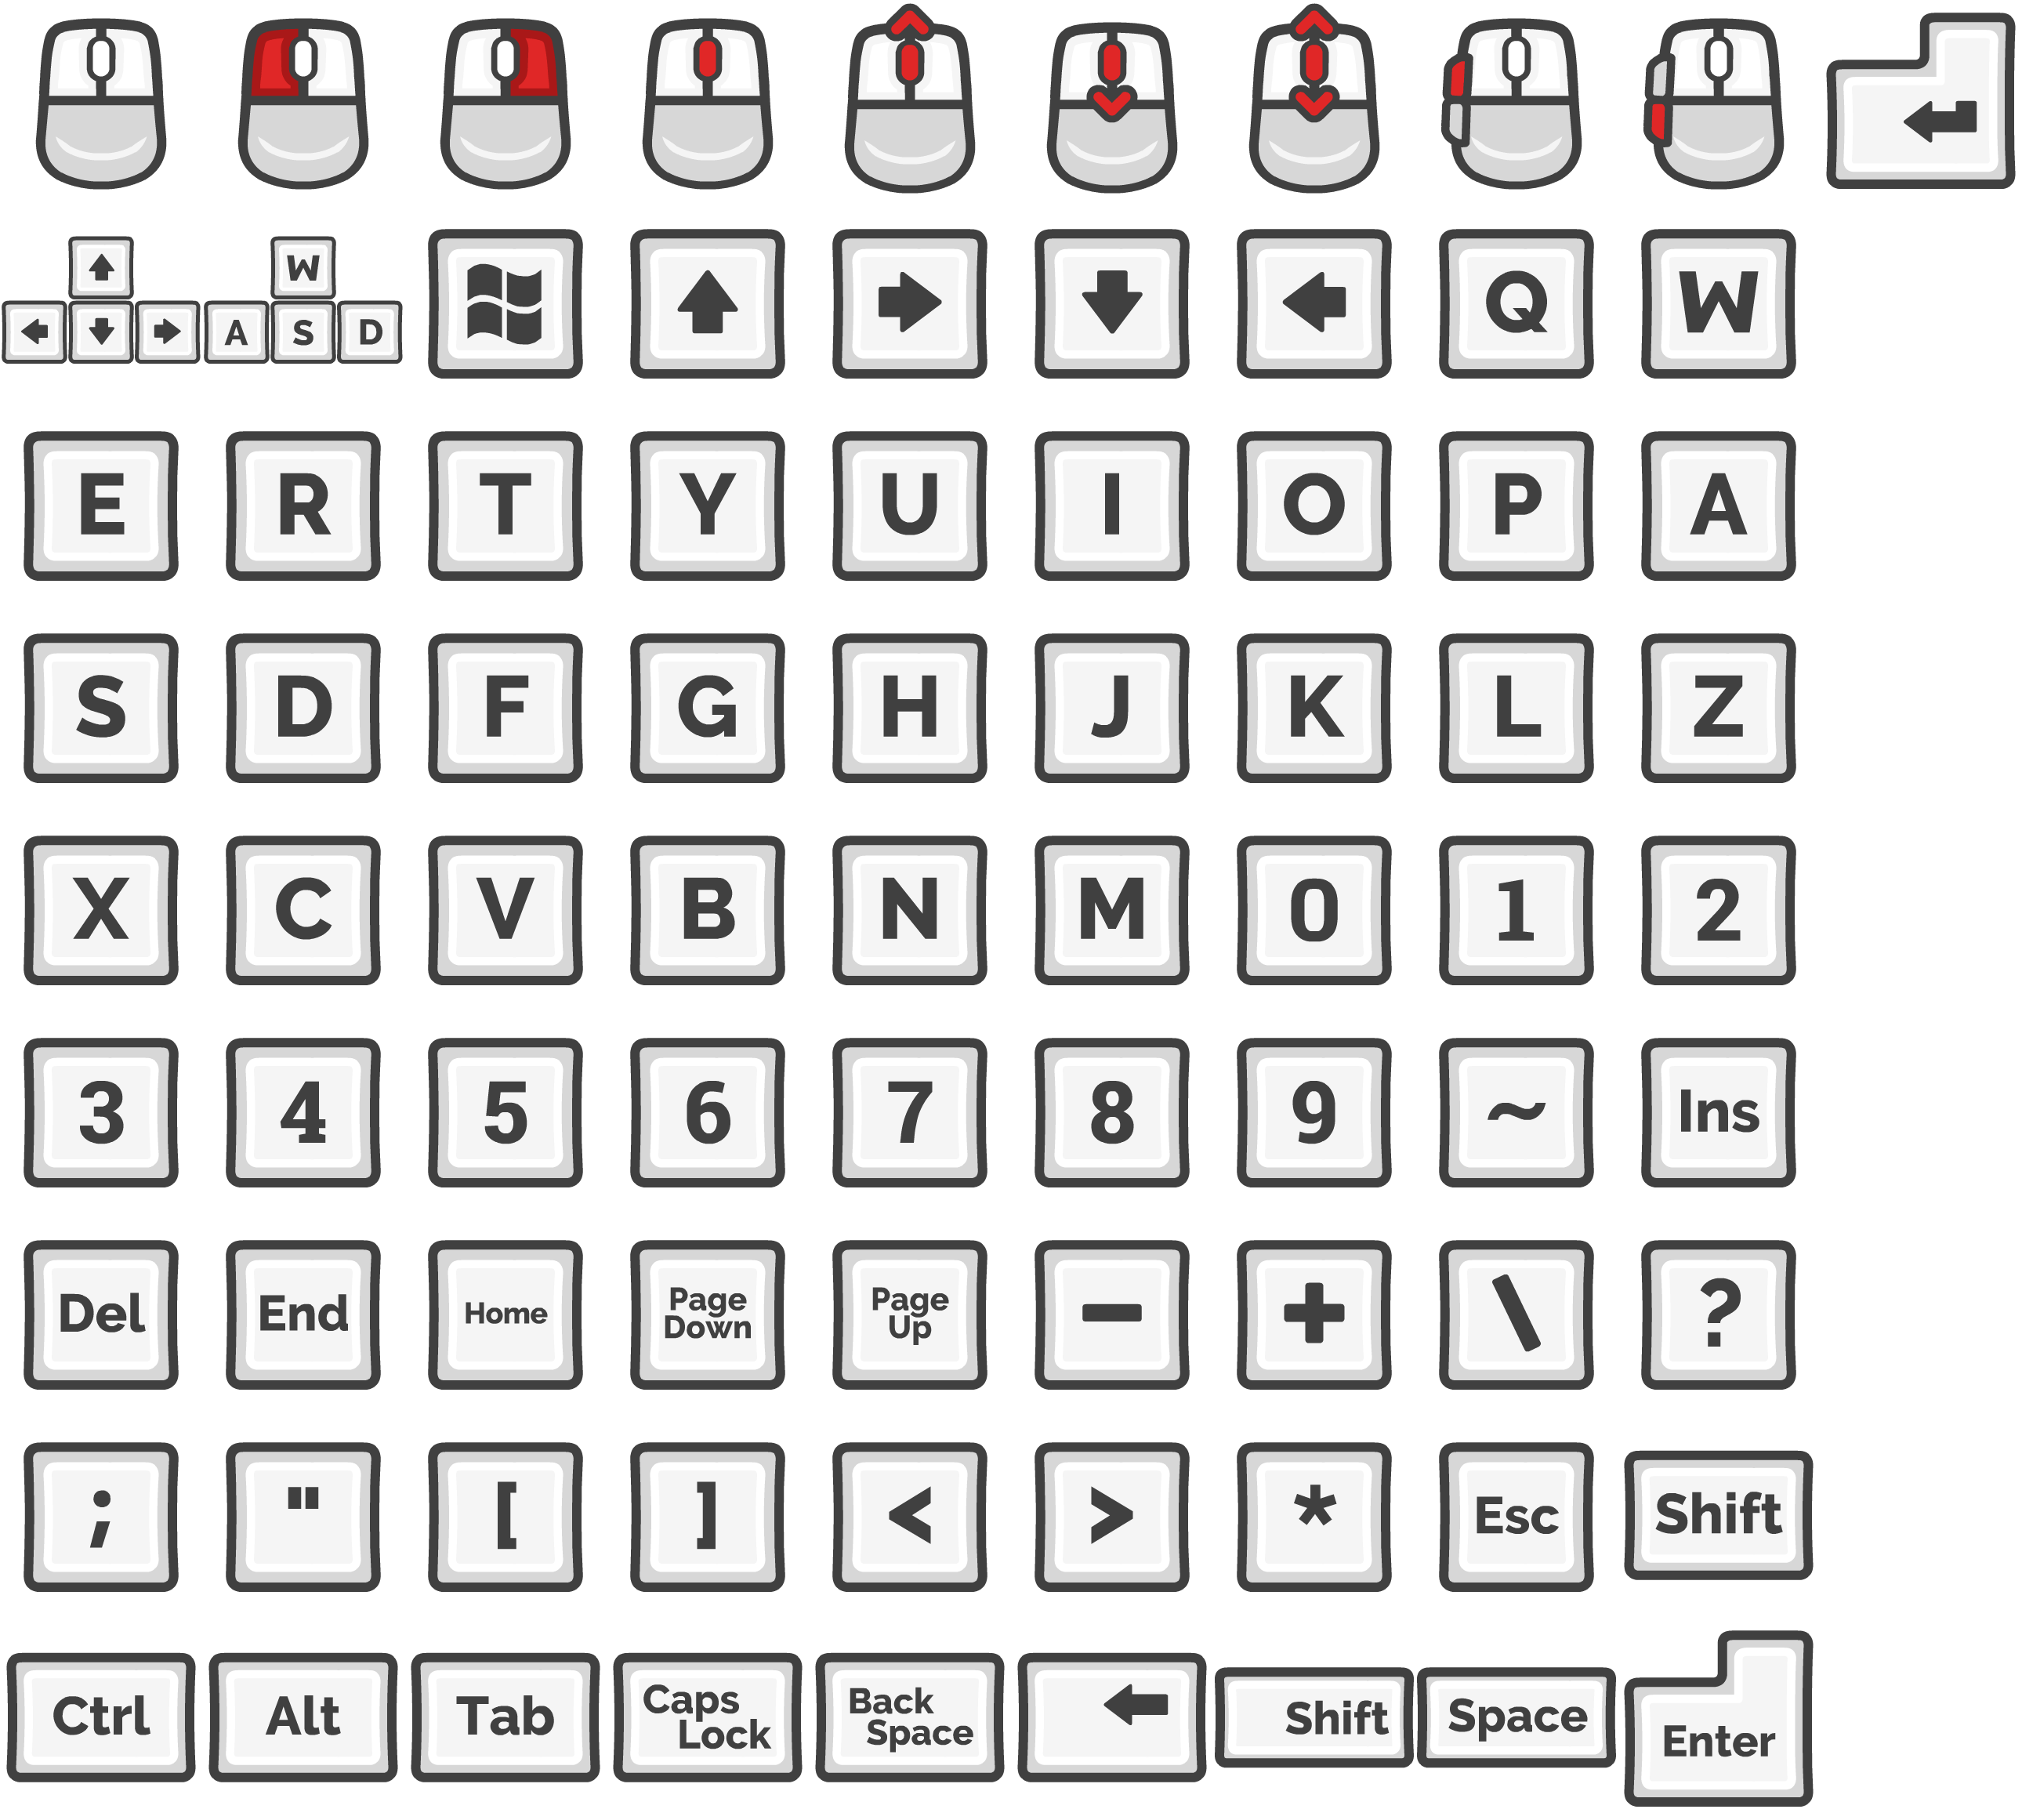 W
A S D
Q W
E R T Y U I O P A
S D F G H J K L Z
X C V B N M 0 1 2
3 4 5 6 7 8 9 ~ Ins
Del End Home Page Down Page Up - + \ ?
; " [ ] < > * Esc Shift
Ctrl Alt Tab Caps Lock Back Space Shift Space Enter